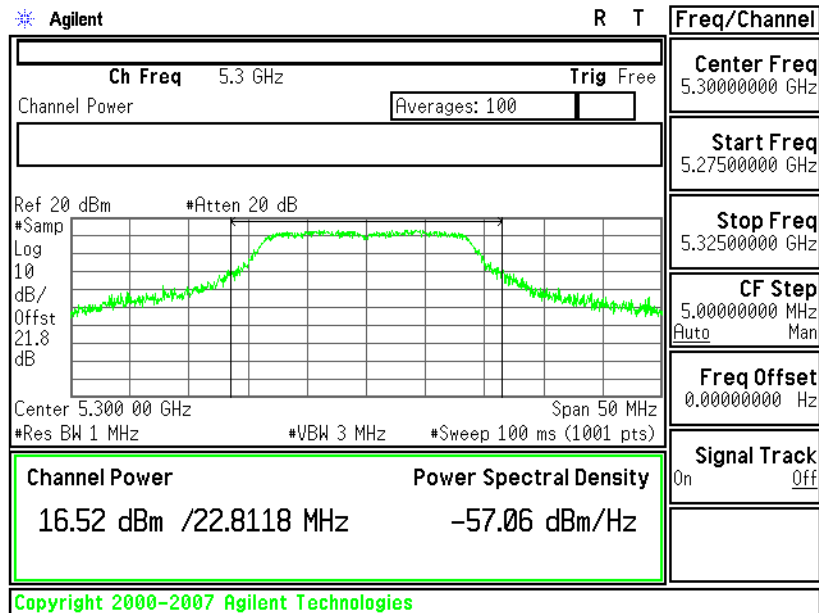 Agilent
R T
Freq/Channel
Ch Freq 5.3 GHz
Trig Free
Channel Power
Averages: 100
Center Freq
5.30000000 GHz
Start Freq
5.27500000 GHz
Stop Freq
5.32500000 GHz
CF Step
5.00000000 MHz
Auto Man
Freq Offset
0.00000000 Hz
Signal Track
On Off
Ref 20 dBm
#Atten 20 dB
#Samp
Log
10
dB/
Offst
21.8
dB
Center 5.300 00 GHz
Span 50 MHz
#Res BW 1 MHz
#VBW 3 MHz
#Sweep 100 ms (1001 pts)
Channel Power
Power Spectral Density
16.52 dBm /22.8118 MHz
-57.06 dBm/Hz
Copyright 2000-2007 Agilent Technologies